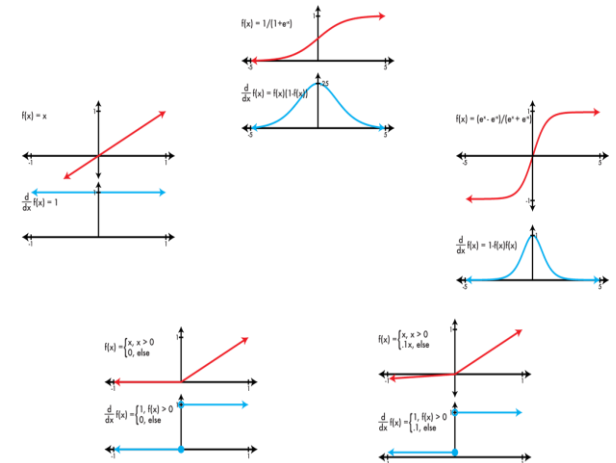 f(x) = 1/(1+e⁻ˣ)
1
-5 5
d/dx f(x) = f(x)(1-f(x))
.25
-5 5
f(x) = x
1
-1 1
d/dx f(x) = 1
1
-1 1
f(x) = (eˣ - e⁻ˣ)/(eˣ + e⁻ˣ)
1
-5 5
-1
d/dx f(x) = 1-f(x)f(x)
1
-5 5
f(x) = {x, x > 0
0, else
1
-1 1
d/dx f(x) = {1, f(x) > 0
0, else
1
-1 1
f(x) = {x, x > 0
.1x, else
1
-1 1
d/dx f(x) = {1, f(x) > 0
.1, else
1
-1 1